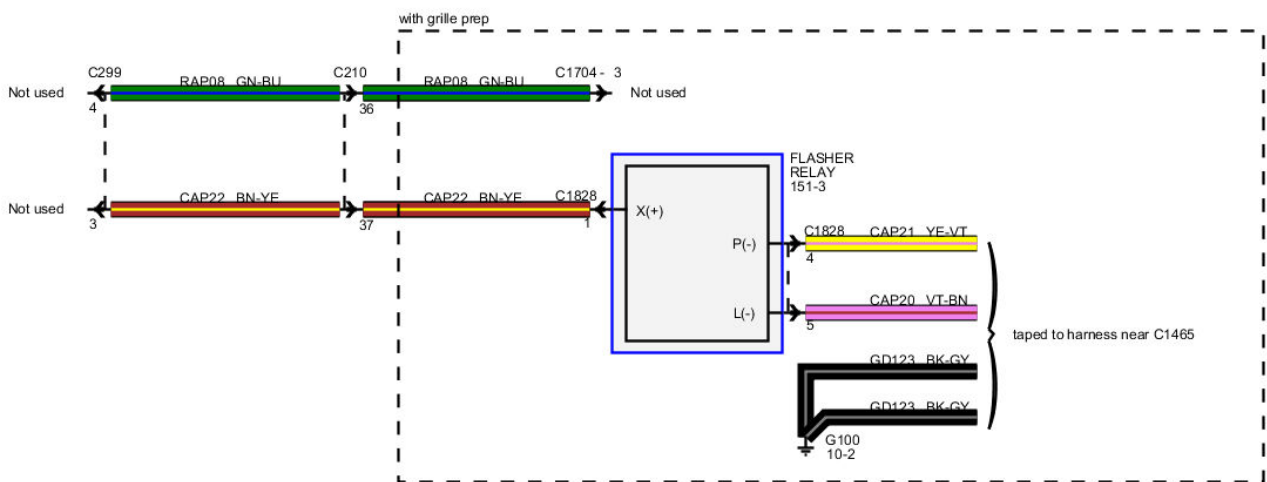 with grille prep
C299
RAP08 GN-BU
C210
RAP08 GN-BU
C1704 - 3
Not used
4
36
Not used
FLASHER
RELAY
151-3
CAP22 BN-YE
CAP22 BN-YE
C1828
Not used
3
37
1
X(+)
P(-)
C1828
CAP21 YE-VT
4
L(-)
CAP20 VT-BN
5
taped to harness near C1465
GD123 BK-GY
GD123 BK-GY
G100
10-2